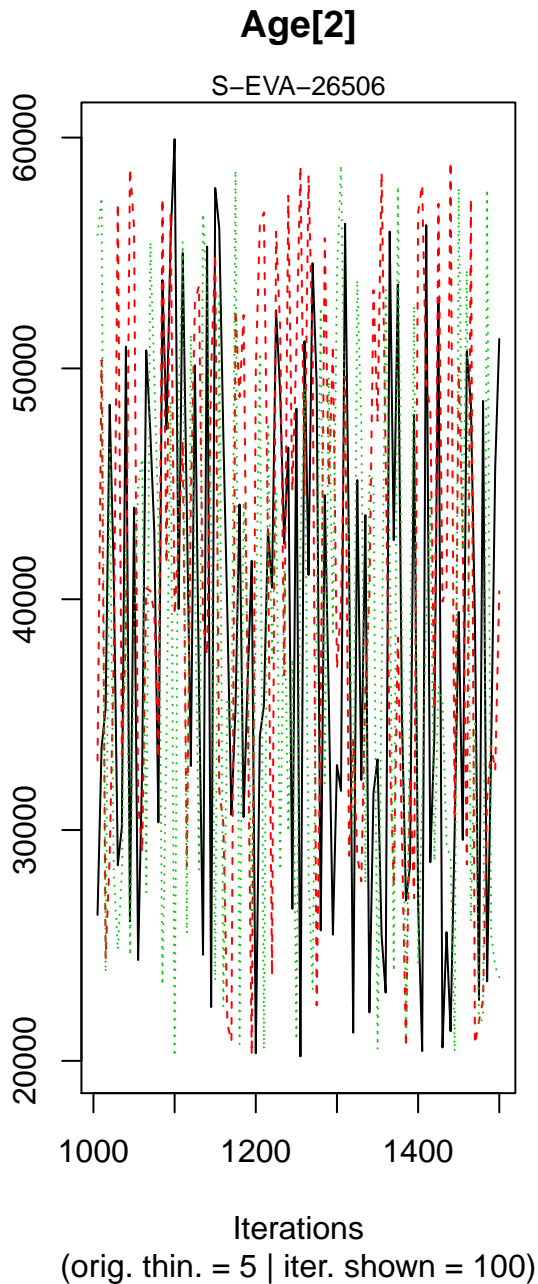 Age[2]
S−EVA−26506
60000
50000
40000
30000
20000
1000 1200 1400
Iterations
(orig. thin. = 5 | iter. shown = 100)